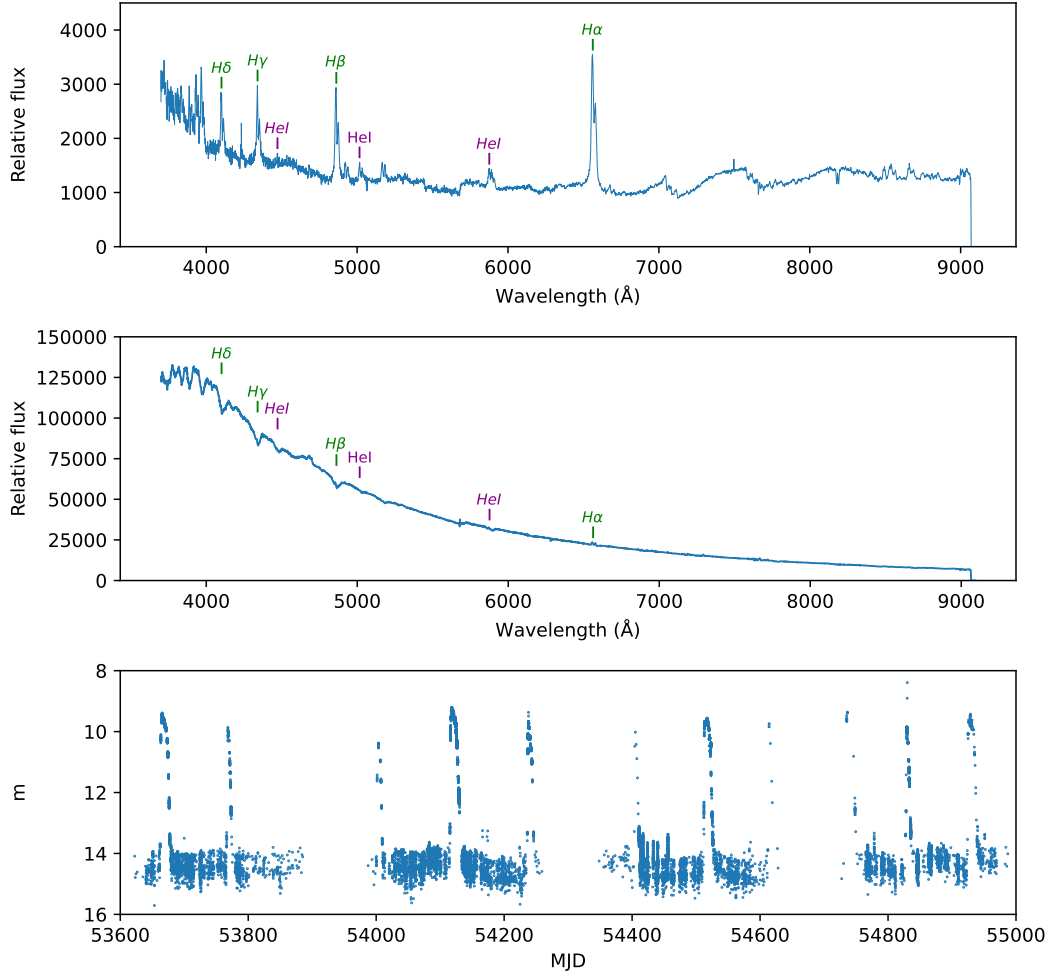 4000
3000
2000
1000
0
Relative flux
Hδ
Hγ
HeI
Hβ
HeI
HeI
Hα
4000 5000 6000 7000 8000 9000
Wavelength (Å)
150000
125000
100000
75000
50000
25000
0
Relative flux
Hδ
Hγ
HeI
Hβ
HeI
HeI
Hα
4000 5000 6000 7000 8000 9000
Wavelength (Å)
8
10
12
14
16
m
53600 53800 54000 54200 54400 54600 54800 55000
MJD